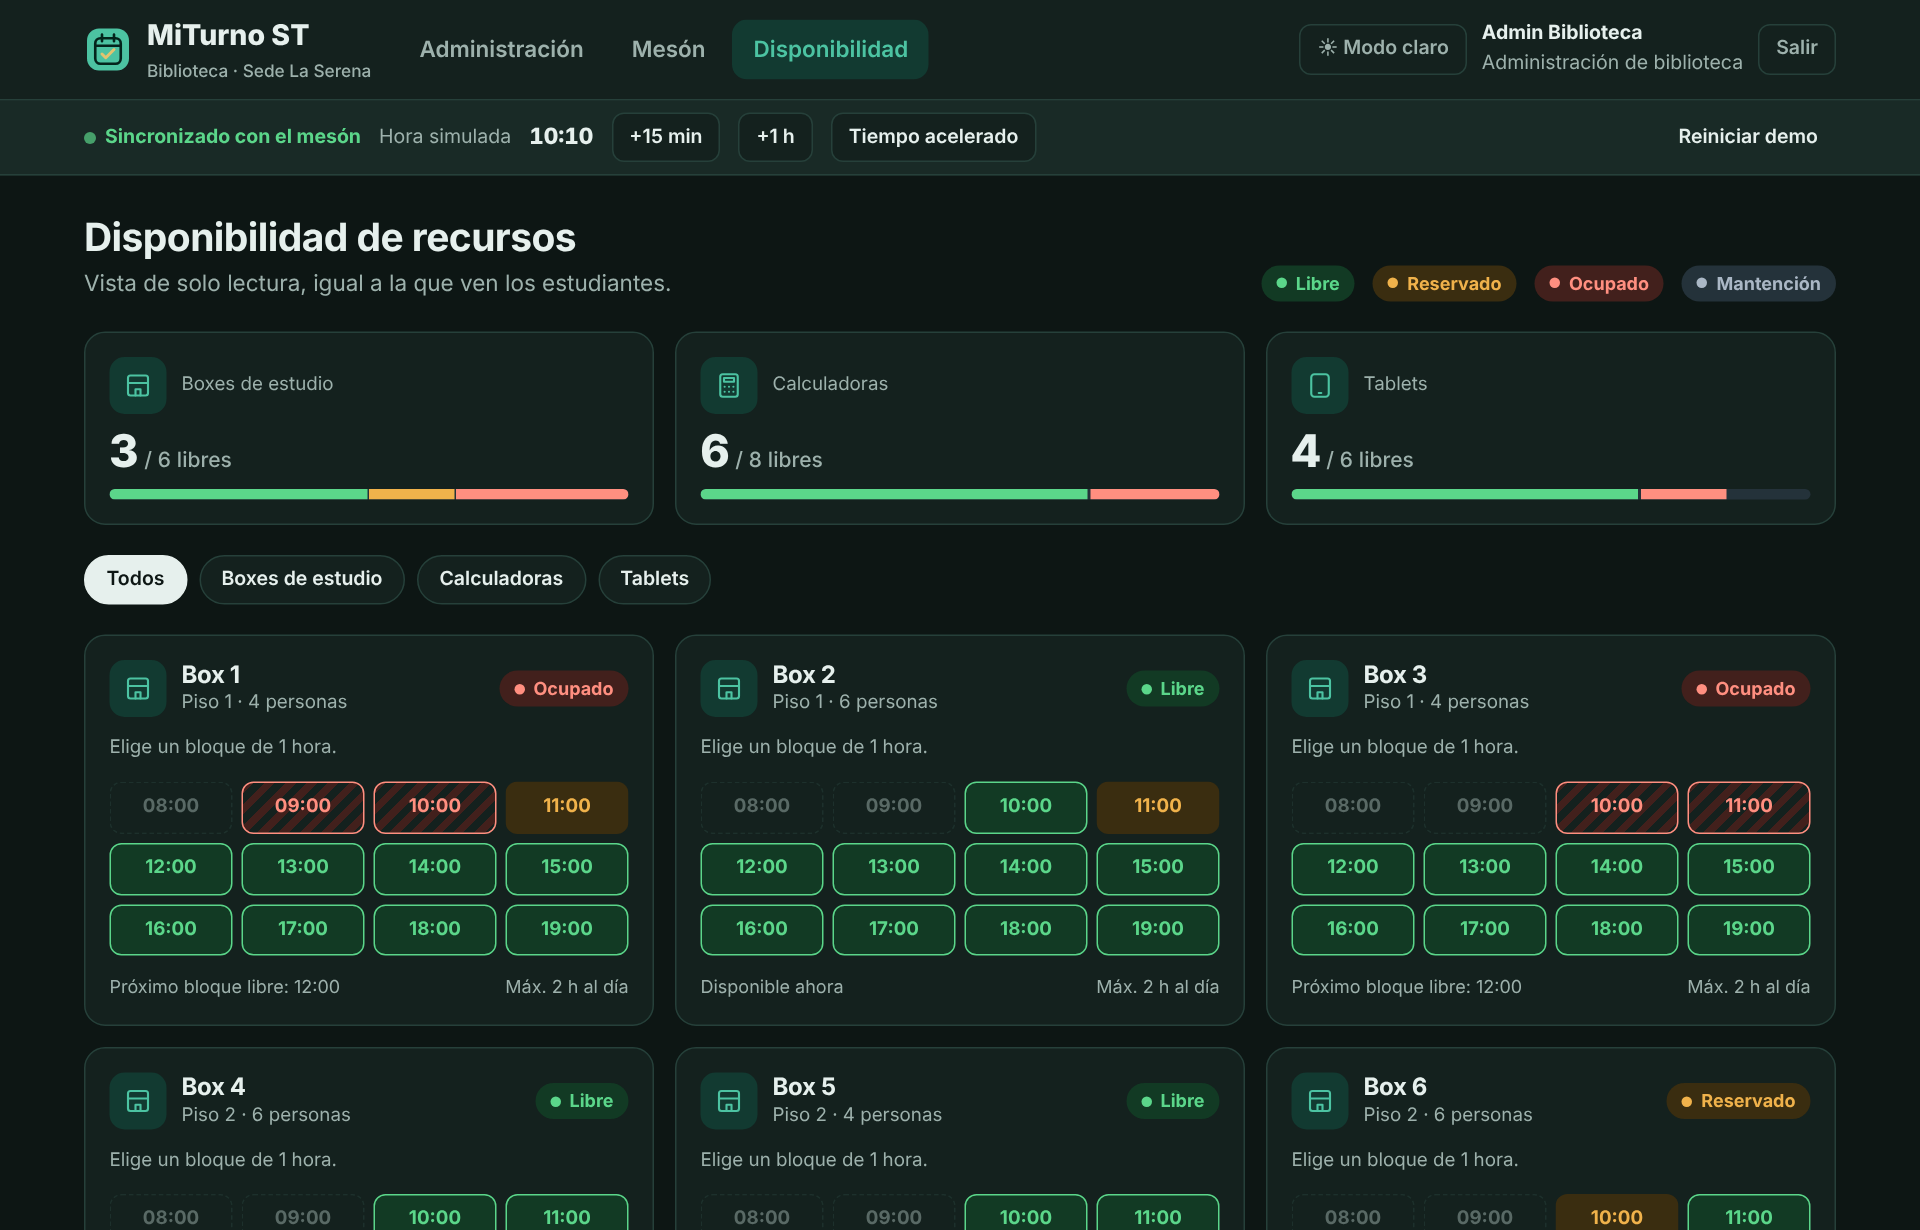 MiTurno ST
Biblioteca · Sede La Serena
Administración
Mesón
Disponibilidad
Modo claro
Admin Biblioteca
Administración de biblioteca
Salir
Sincronizado con el mesón
Hora simulada 10:10
+15 min
+1 h
Tiempo acelerado
Reiniciar demo
Disponibilidad de recursos
Vista de solo lectura, igual a la que ven los estudiantes.
Libre
Reservado
Ocupado
Mantención
Boxes de estudio
3 / 6 libres
Calculadoras
6 / 8 libres
Tablets
4 / 6 libres
Todos
Boxes de estudio
Calculadoras
Tablets
Box 1
Piso 1 · 4 personas
Ocupado
Elige un bloque de 1 hora.
08:00 09:00 10:00 11:00
12:00 13:00 14:00 15:00
16:00 17:00 18:00 19:00
Próximo bloque libre: 12:00
Máx. 2 h al día
Box 2
Piso 1 · 6 personas
Libre
Elige un bloque de 1 hora.
08:00 09:00 10:00 11:00
12:00 13:00 14:00 15:00
16:00 17:00 18:00 19:00
Disponible ahora
Máx. 2 h al día
Box 3
Piso 1 · 4 personas
Ocupado
Elige un bloque de 1 hora.
08:00 09:00 10:00 11:00
12:00 13:00 14:00 15:00
16:00 17:00 18:00 19:00
Próximo bloque libre: 12:00
Máx. 2 h al día
Box 4
Piso 2 · 6 personas
Libre
Elige un bloque de 1 hora.
08:00 09:00 10:00 11:00
Box 5
Piso 2 · 4 personas
Libre
Elige un bloque de 1 hora.
08:00 09:00 10:00 11:00
Box 6
Piso 2 · 6 personas
Reservado
Elige un bloque de 1 hora.
08:00 09:00 10:00 11:00